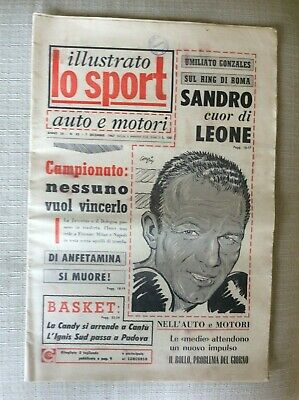 illustrato
lo sport
auto e motori
UMILIATO GONZALES
SUL RING DI ROMA
SANDRO
cuor di
LEONE
Campionato:
nessuno
vuol vincerlo
DI ANFETAMINA
SI MUORE!
BASKET:
La Candy si arrende a Cantù
L'Ignis Sud passa a Padova
NELL'AUTO e MOTORI
Le «medie» attendono
un nuovo impulso
IL BOLLO, PROBLEMA DEL GIORNO